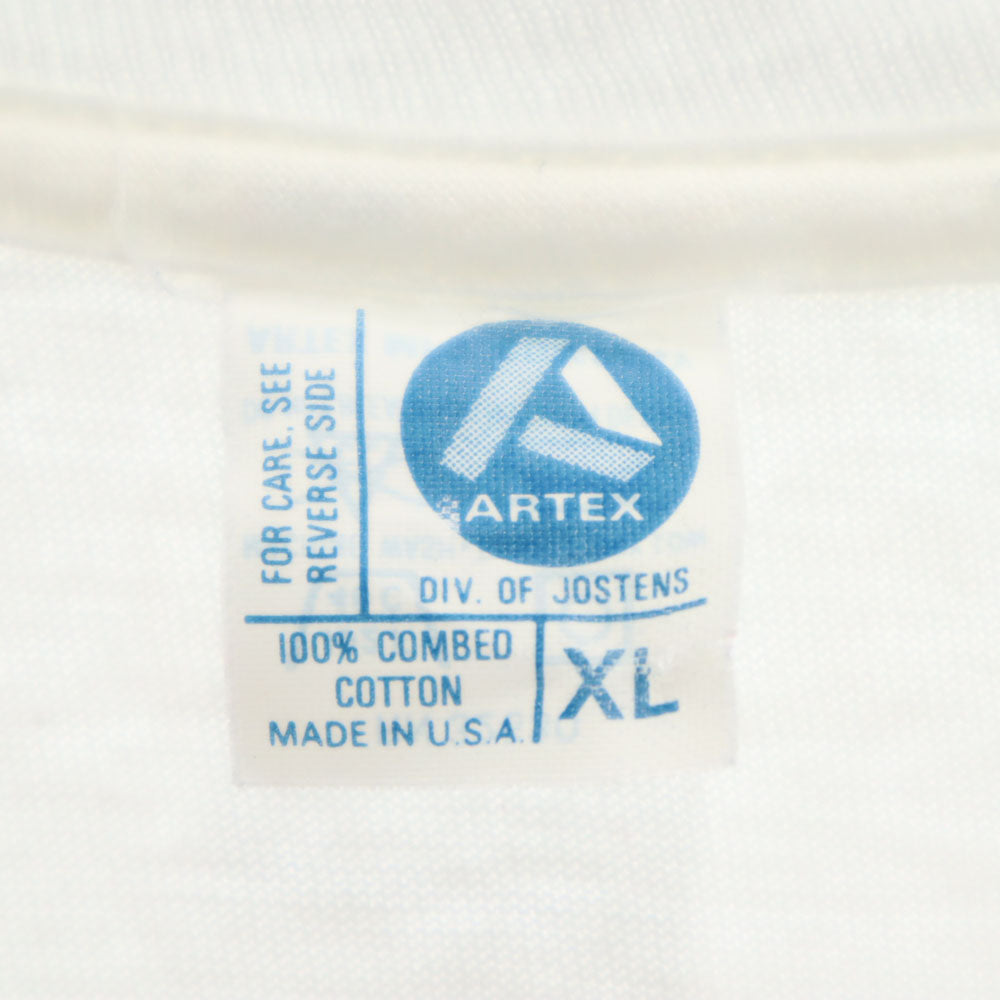 FOR CARE, SEE
REVERSE SIDE
ARTEX
DIV. OF JOSTENS
100% COMBED
COTTON
MADE IN U.S.A.
XL